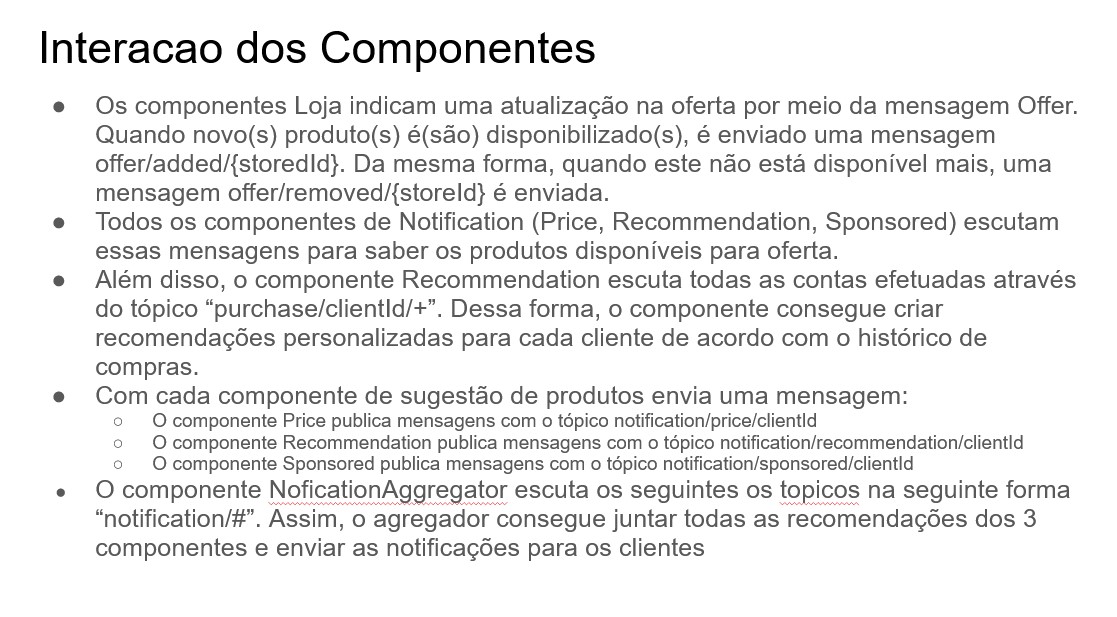 Interacao dos Componentes
● Os componentes Loja indicam uma atualização na oferta por meio da mensagem Offer.
Quando novo(s) produto(s) é(são) disponibilizado(s), é enviado uma mensagem
offer/added/{storedId}. Da mesma forma, quando este não está disponível mais, uma
mensagem offer/removed/{storeId} é enviada.
● Todos os componentes de Notification (Price, Recommendation, Sponsored) escutam
essas mensagens para saber os produtos disponíveis para oferta.
● Além disso, o componente Recommendation escuta todas as contas efetuadas através
do tópico “purchase/clientId/+”. Dessa forma, o componente consegue criar
recomendações personalizadas para cada cliente de acordo com o histórico de
compras.
● Com cada componente de sugestão de produtos envia uma mensagem:
○ O componente Price publica mensagens com o tópico notification/price/clientId
○ O componente Recommendation publica mensagens com o tópico notification/recommendation/clientId
○ O componente Sponsored publica mensagens com o tópico notification/sponsored/clientId
● O componente NoficationAggregator escuta os seguintes os topicos na seguinte forma
“notification/#”. Assim, o agregador consegue juntar todas as recomendações dos 3
componentes e enviar as notificações para os clientes